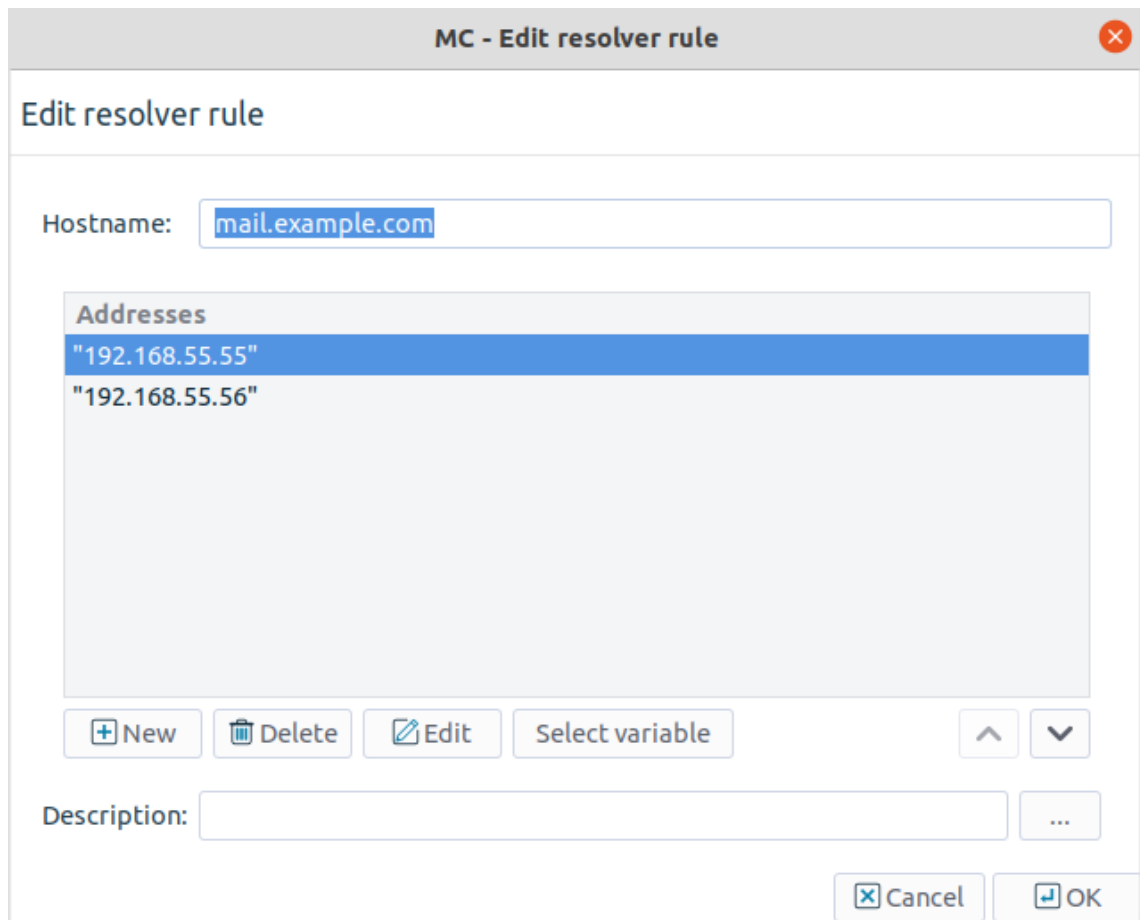 MC - Edit resolver rule
Edit resolver rule
Hostname: mail.example.com
Addresses
"192.168.55.55"
"192.168.55.56"
New Delete Edit Select variable
Description: ...
Cancel OK